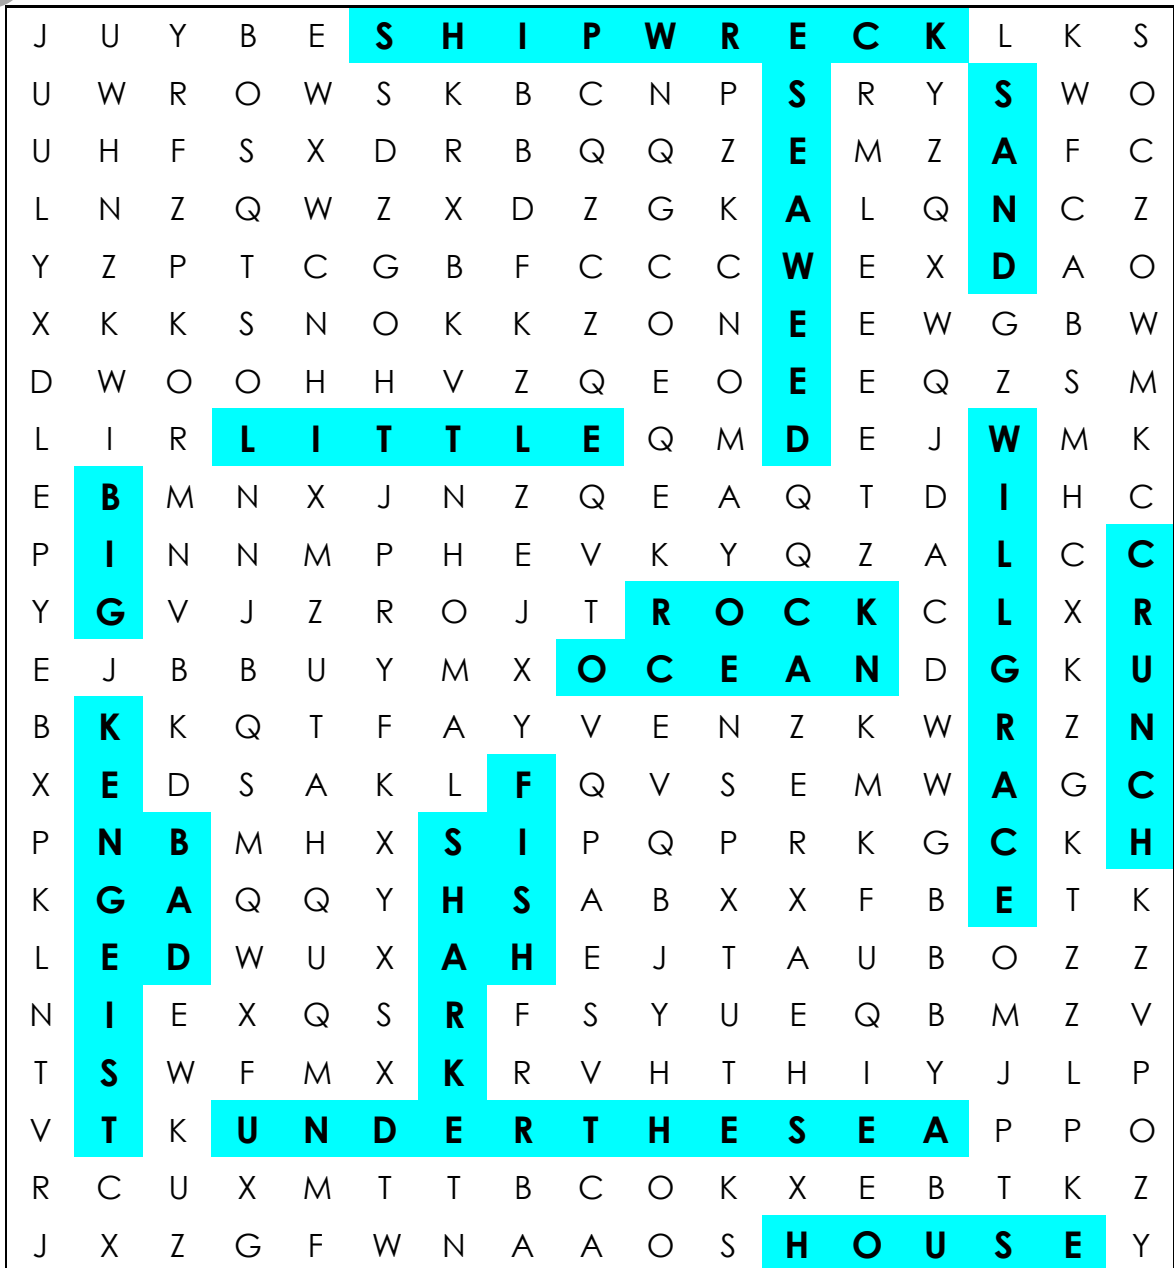 J U Y B E S H I P W R E C K L K S
U W R O W S K B C N P S R Y S W O
U H F S X D R B Q Q Z E M Z A F C
L N Z Q W Z X D Z G K A L Q N C Z
Y Z P T C G B F C C C W E X D A O
X K K S N O K K Z O N E E W G B W
D W O O H H V Z Q E O E E Q Z S M
L I R L I T T L E Q M D E J W M K
E B M N X J N Z Q E A Q T D I H C
P I N N M P H E V K Y Q Z A L C C
Y G V J Z R O J T R O C K C L X R
E J B B U Y M X O C E A N D G K U
B K K Q T F A Y V E N Z K W R Z N
X E D S A K L F Q V S E M W A G C
P N B M H X S I P Q P R K G C K H
K G A Q Q Y H S A B X X F B E T K
L E D W U X A H E J T A U B O Z Z
N I E X Q S R F S Y U E Q B M Z V
T S W F M X K R V H T H I Y J L P
V T K U N D E R T H E S E A P P O
R C U X M T T B C O K X E B T K Z
J X Z G F W N A A O S H O U S E Y